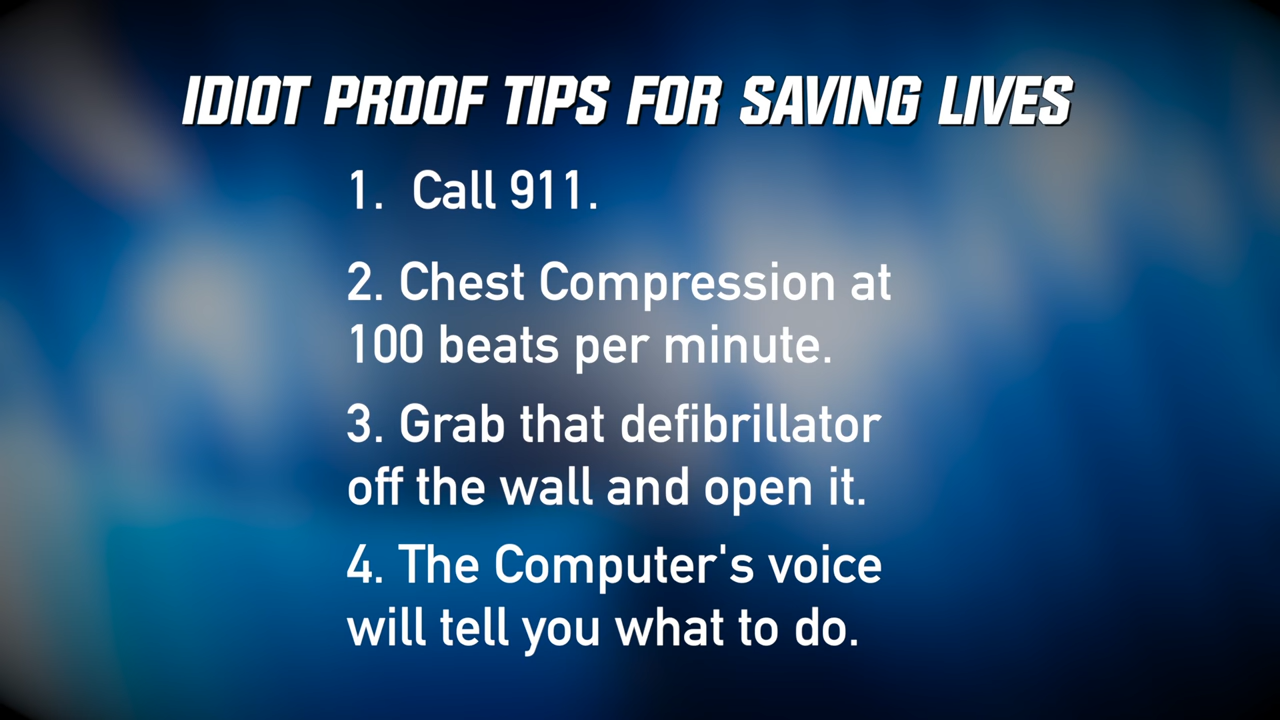 IDIOT PROOF TIPS FOR SAVING LIVES
1. Call 911.
2. Chest Compression at
100 beats per minute.
3. Grab that defibrillator
off the wall and open it.
4. The Computer's voice
will tell you what to do.